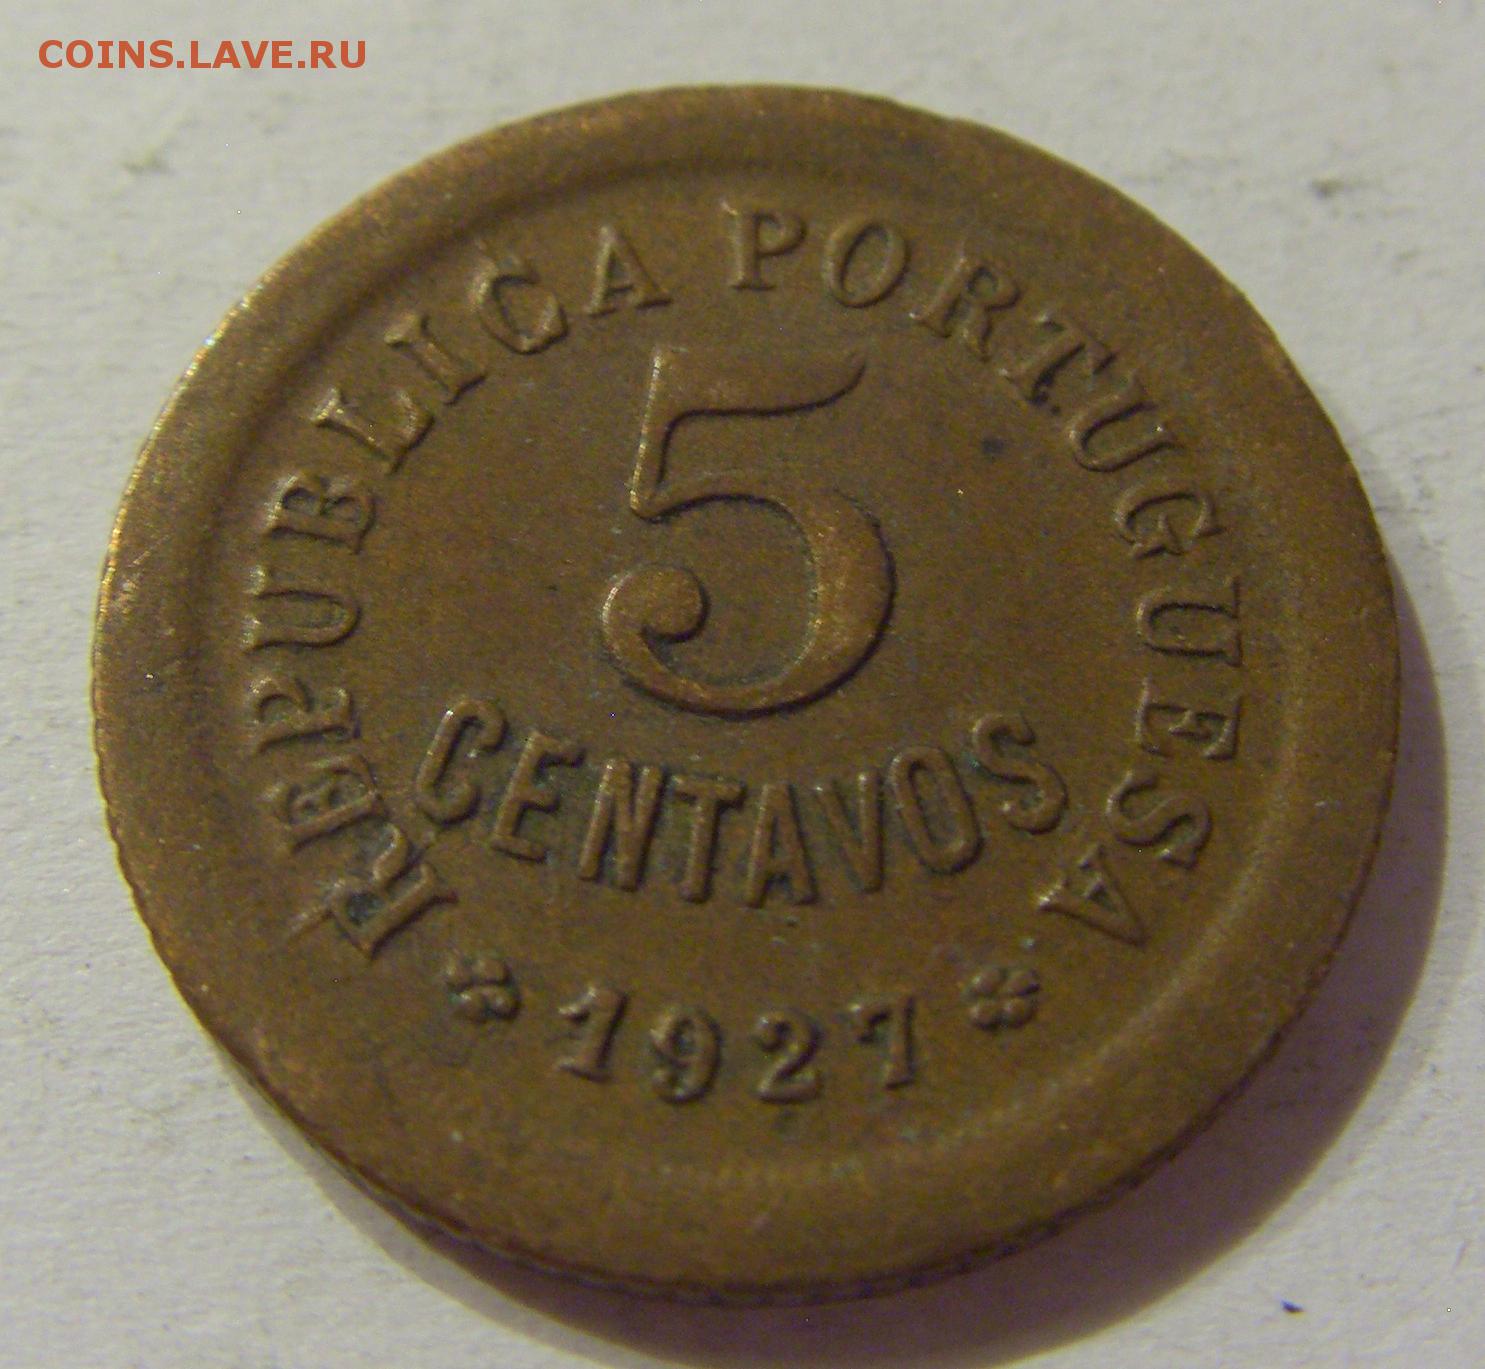 COINS.LAVE.RU
REPUBLICA PORTUGUESA
5
CENTAVOS
* 1927 *